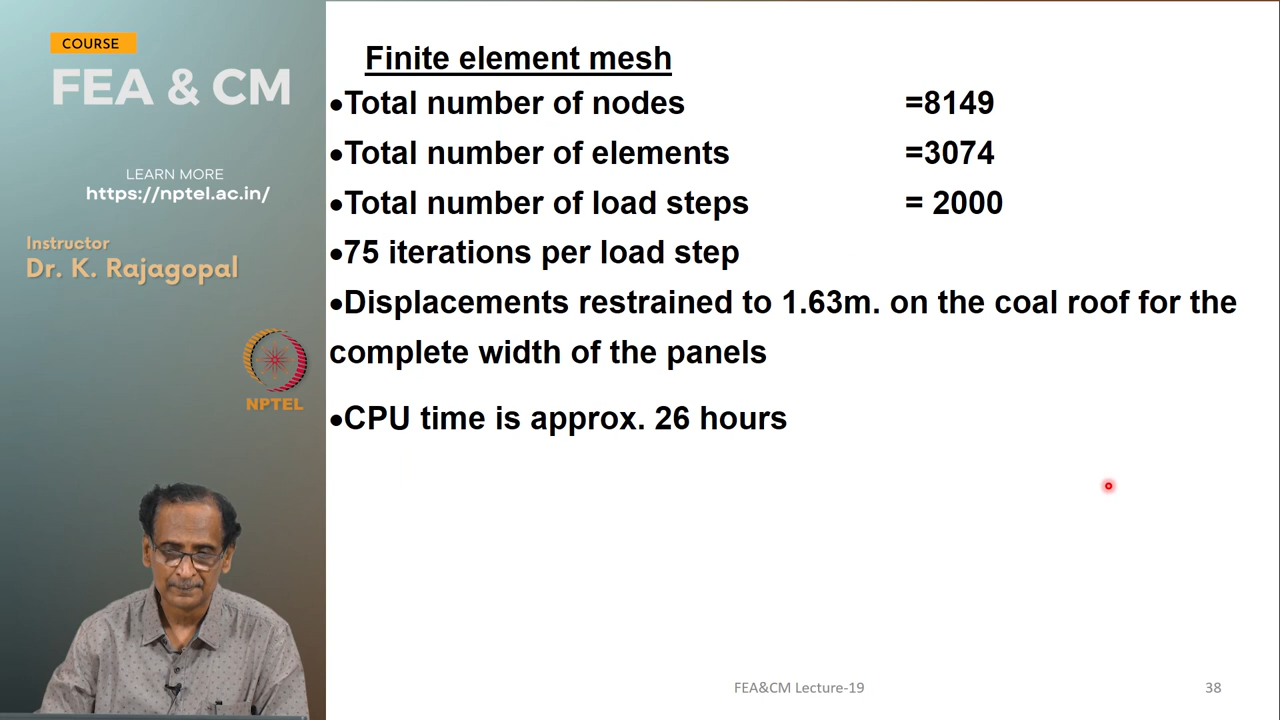 COURSE
FEA & CM
LEARN MORE
https://nptel.ac.in/
Instructor
Dr. K. Rajagopal
NPTEL
Finite element mesh
•Total number of nodes =8149
•Total number of elements =3074
•Total number of load steps = 2000
•75 iterations per load step
•Displacements restrained to 1.63m. on the coal roof for the
complete width of the panels
•CPU time is approx. 26 hours
FEA&CM Lecture-19
38